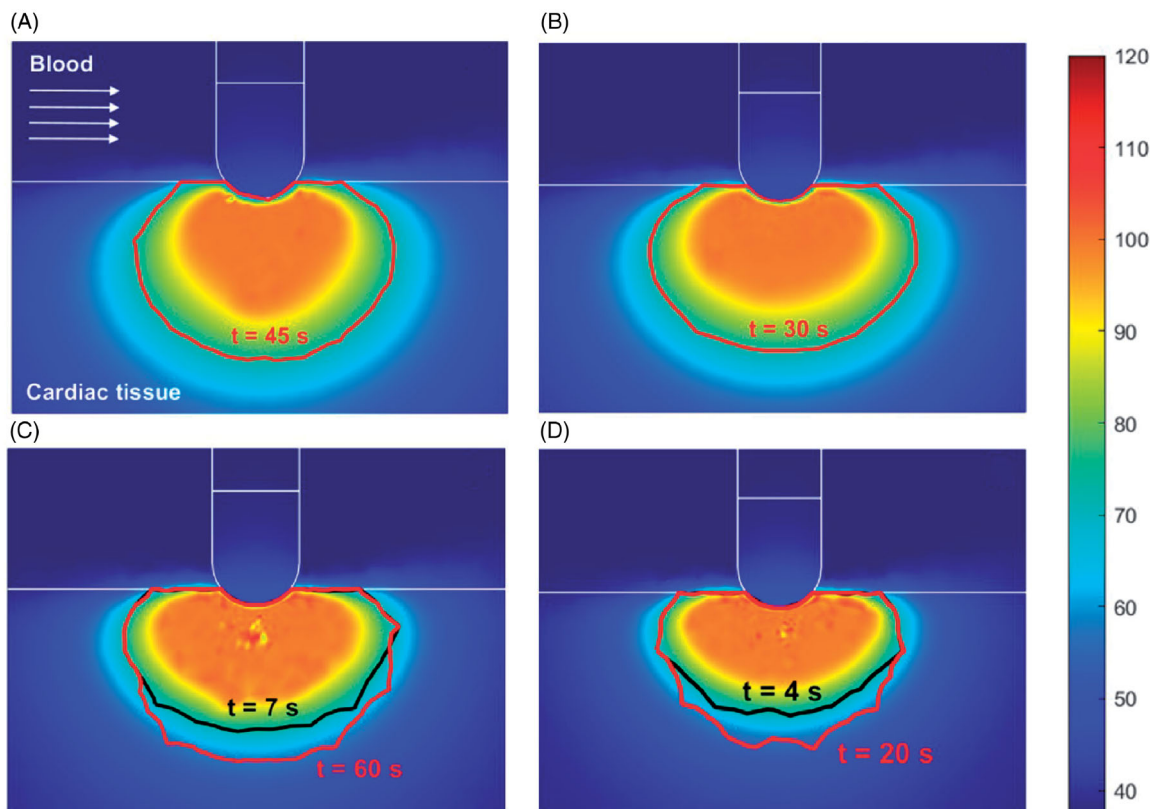 (A)
(B)
Blood
t = 45 s
t = 30 s
Cardiac tissue
(C)
(D)
t = 7 s
t = 60 s
t = 4 s
t = 20 s
120
110
100
90
80
70
60
50
40